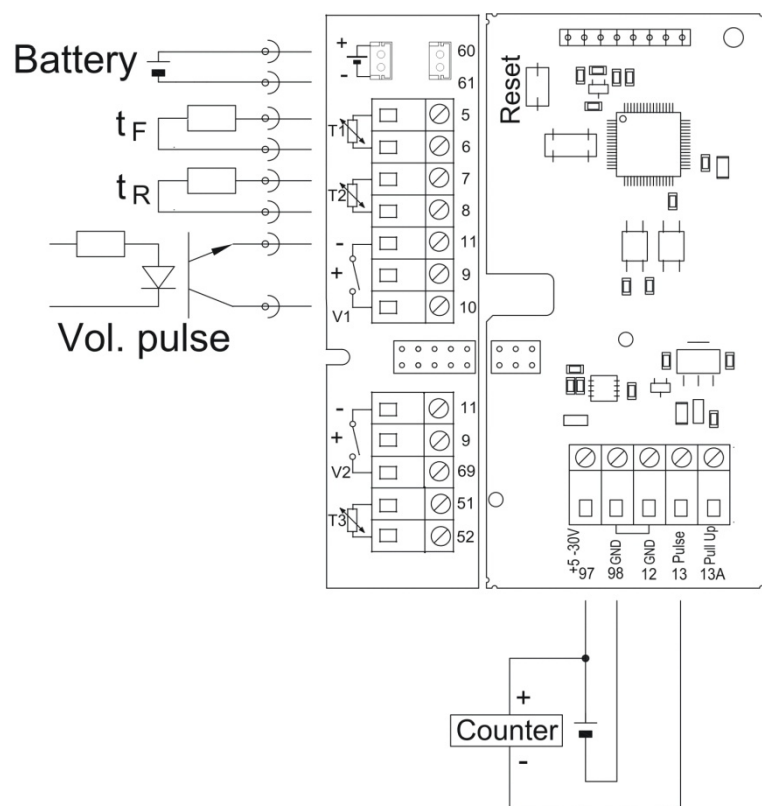 Battery
t F
t R
Vol. pulse
+
-
60
61
T1
5
6
T2
7
8
-
+
V1
11
9
10
-
+
V2
11
9
69
T3
51
52
Reset
+5 -30V
97
GND
98
GND
12
Pulse
13
Pull Up
13A
+
Counter
-